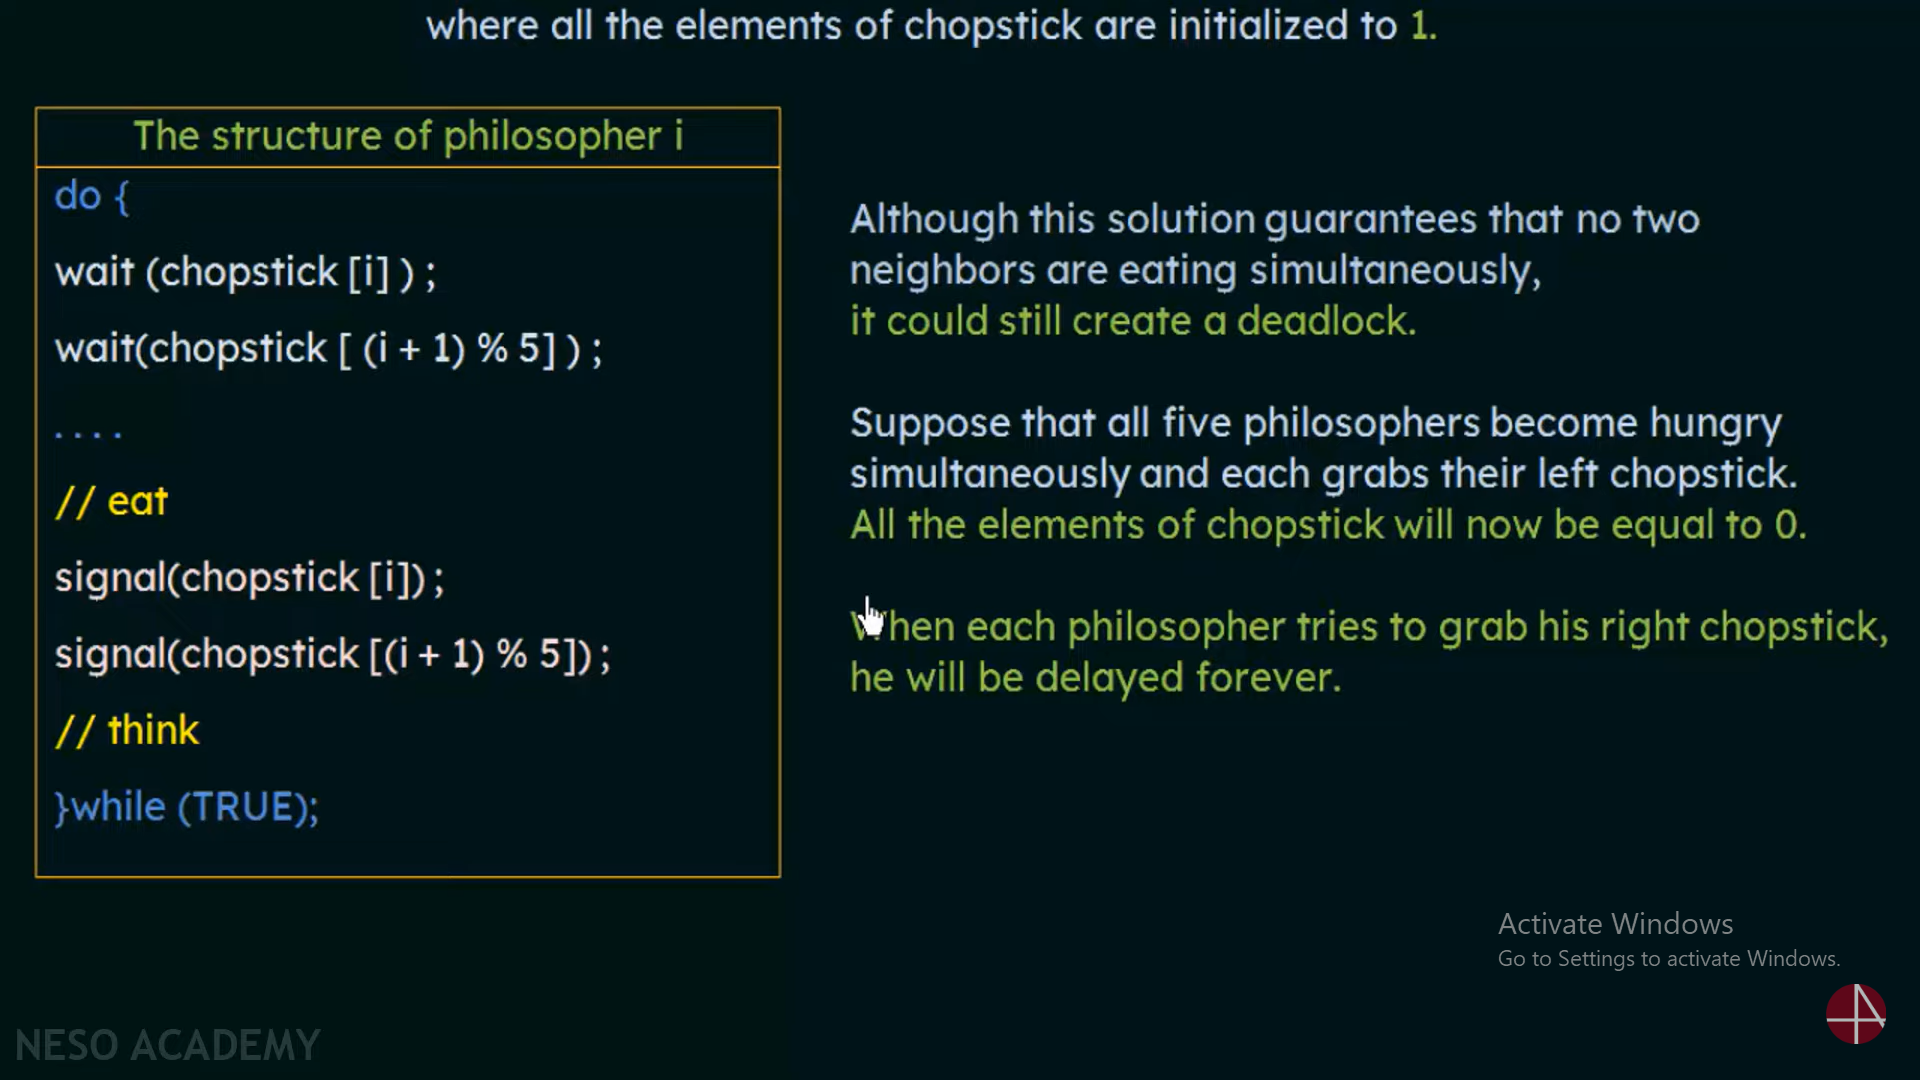 where all the elements of chopstick are initialized to 1.
The structure of philosopher i
do {
wait (chopstick [i] ) ;
wait(chopstick [ (i + 1) % 5] ) ;
. . . .
// eat
signal(chopstick [i]) ;
signal(chopstick [(i + 1) % 5]) ;
// think
}while (TRUE);
Although this solution guarantees that no two
neighbors are eating simultaneously,
it could still create a deadlock.
Suppose that all five philosophers become hungry
simultaneously and each grabs their left chopstick.
All the elements of chopstick will now be equal to 0.
When each philosopher tries to grab his right chopstick,
he will be delayed forever.
Activate Windows
Go to Settings to activate Windows.
NESO ACADEMY